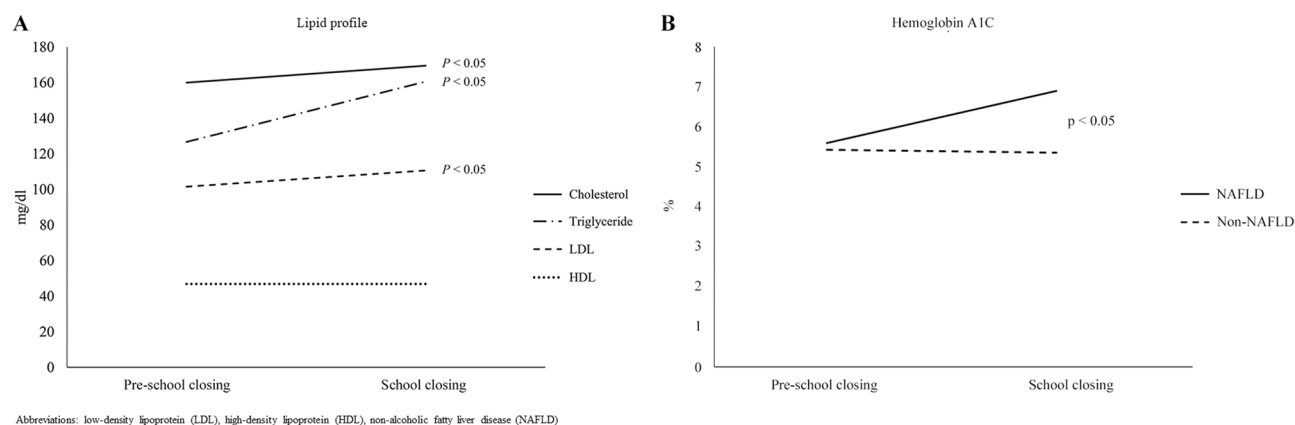 A
Lipid profile
180
160
140
120
100
80
60
40
20
0
mg/dl
P < 0.05
P < 0.05
P < 0.05
Cholesterol
Triglyceride
LDL
HDL
Pre-school closing
School closing
B
Hemoglobin A1C
8
7
6
5
4
3
2
1
0
%
p < 0.05
NAFLD
Non-NAFLD
Pre-school closing
School closing
Abbreviations: low-density lipoprotein (LDL), high-density lipoprotein (HDL), non-alcoholic fatty liver disease (NAFLD)